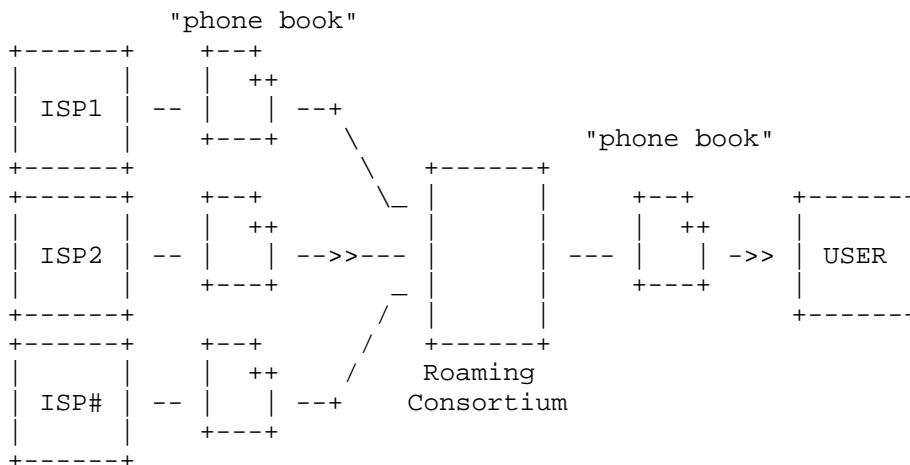 "phone book"
ISP1
"phone book"
ISP2
USER
Roaming
ISP#
Consortium